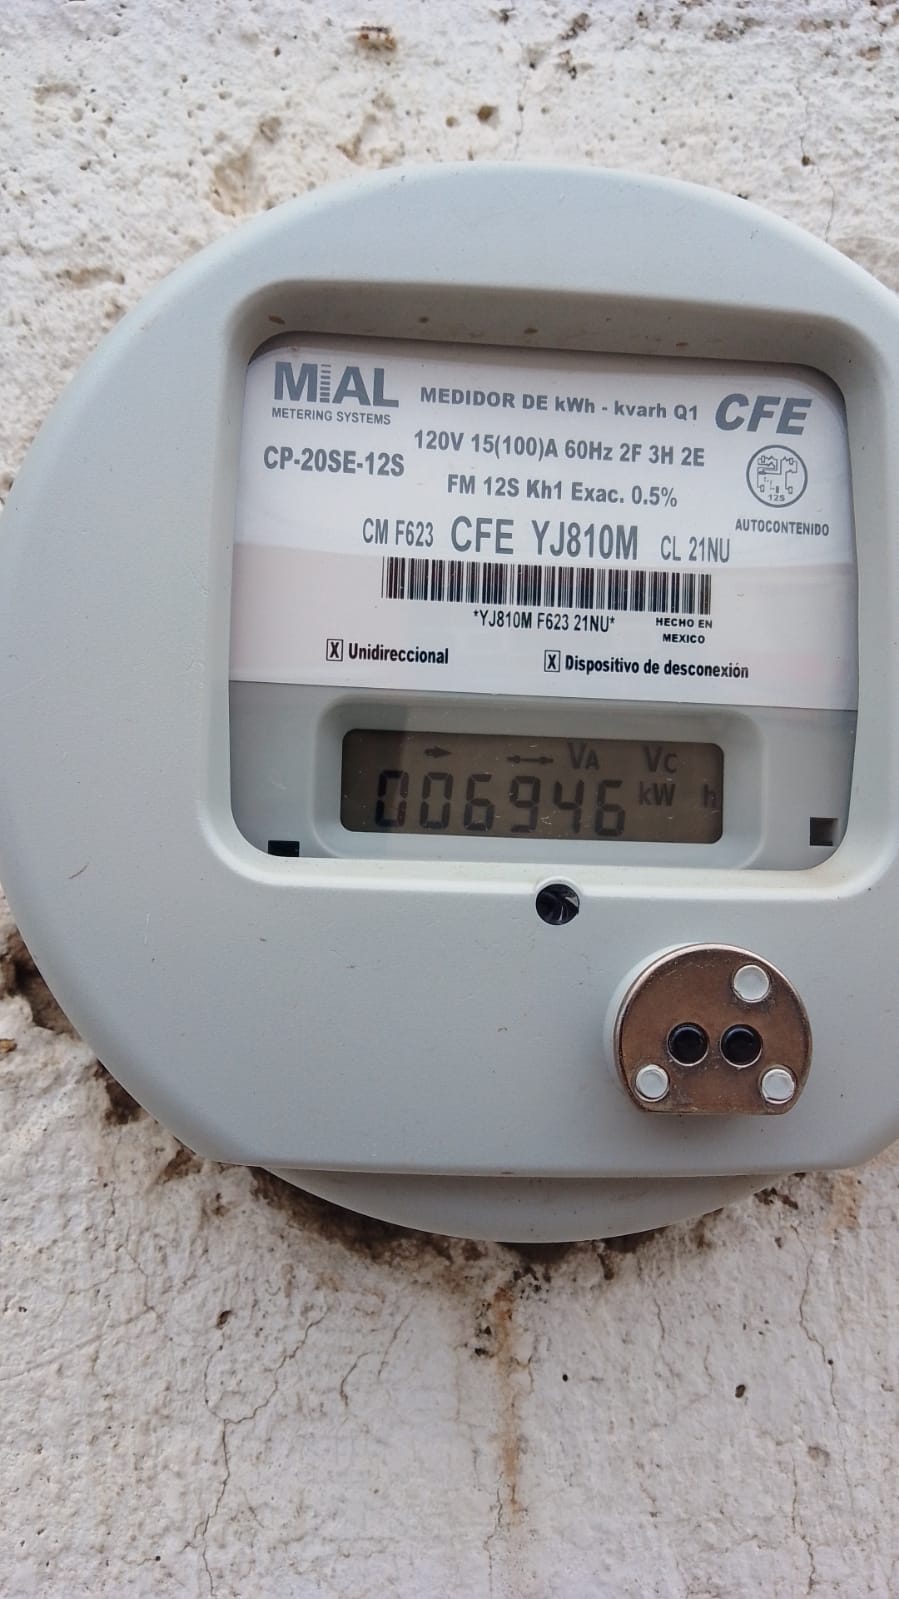 MIAL
METERING SYSTEMS
MEDIDOR DE kWh - kvarh Q1
CFE
120V 15(100)A 60Hz 2F 3H 2E
CP-20SE-12S
FM 12S Kh1 Exac. 0.5%
12S
AUTOCONTENIDO
CM F623 CFE YJ810M CL 21NU
*YJ810M F623 21NU*
HECHO EN
MEXICO
X Unidireccional
X Dispositivo de desconexión
VA VC
006946 kW h